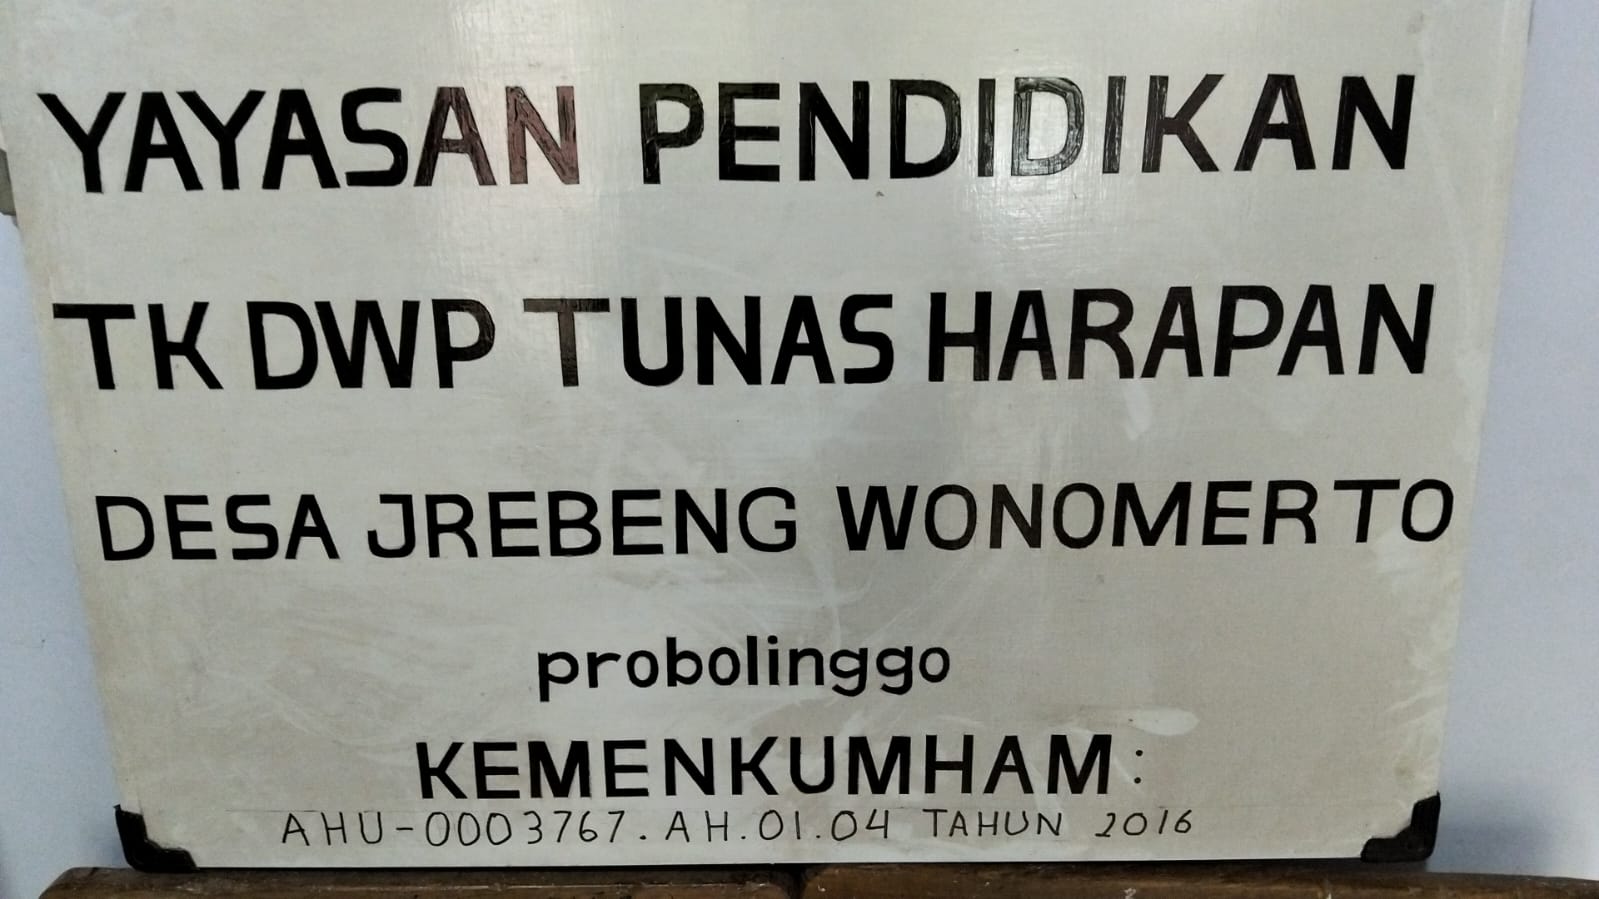 YAYASAN PENDIDIKAN
TK DWP TUNAS HARAPAN
DESA JREBENG WONOMERTO
probolinggo
KEMENKUMHAM:
AHU-0003767.AH.01.04 TAHUN 2016